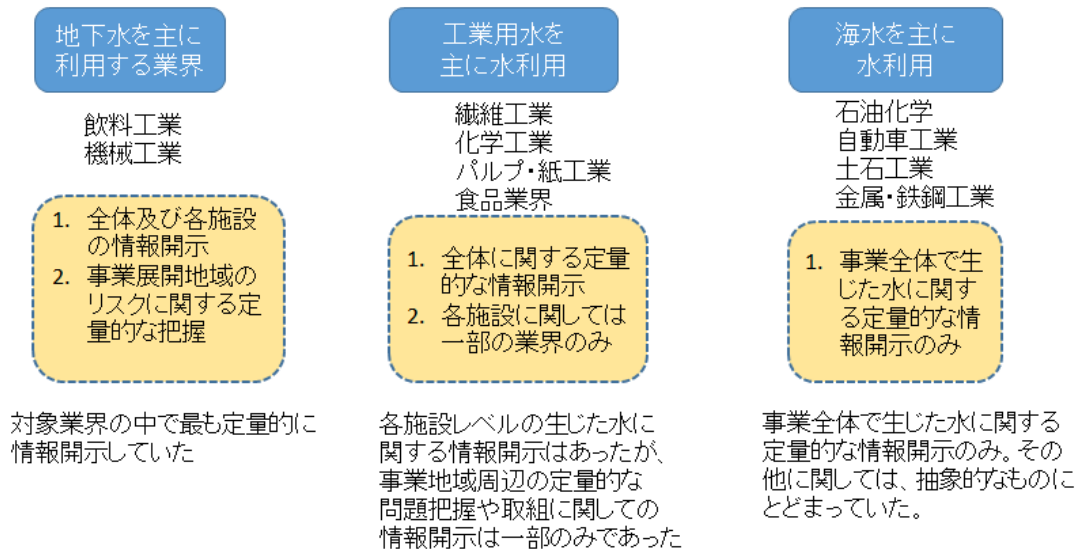 地下水を主に
利用する業界
飲料工業
機械工業
1. 全体及び各施設
の情報開示
2. 事業展開地域の
リスクに関する定
量的な把握
対象業界の中で最も定量的に
情報開示していた
工業用水を
主に水利用
繊維工業
化学工業
パルプ・紙工業
食品業界
1. 全体に関する定量
的な情報開示
2. 各施設に関しては
一部の業界のみ
各施設レベルの生じた水に
関する情報開示はあったが、
事業地域周辺の定量的な
問題把握や取組に関しての
情報開示は一部のみであった
海水を主に
水利用
石油化学
自動車工業
土石工業
金属・鉄鋼工業
1. 事業全体で生
じた水に関す
る定量的な情
報開示のみ
事業全体で生じた水に関する
定量的な情報開示のみ。その
他に関しては、抽象的なものに
とどまっていた。